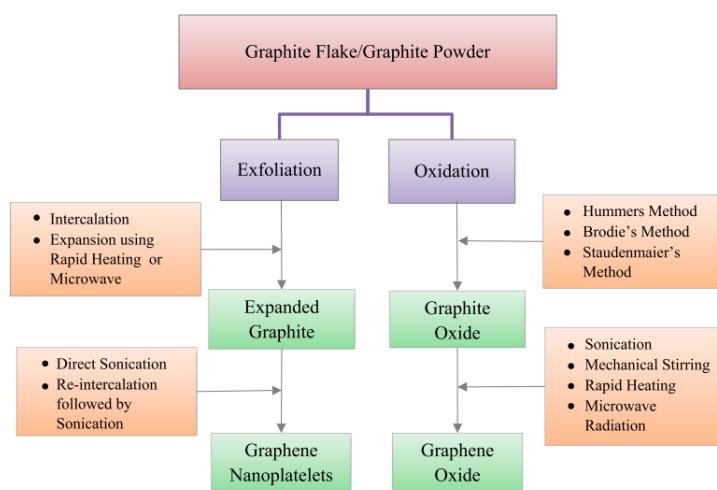 Graphite Flake/Graphite Powder
Exfoliation
Oxidation
• Intercalation
• Expansion using
Rapid Heating or
Microwave
• Hummers Method
• Brodie's Method
• Staudenmaier's
Method
Expanded
Graphite
Graphite
Oxide
• Direct Sonication
• Re-intercalation
followed by
Sonication
• Sonication
• Mechanical Stirring
• Rapid Heating
• Microwave
Radiation
Graphene
Nanoplatelets
Graphene
Oxide